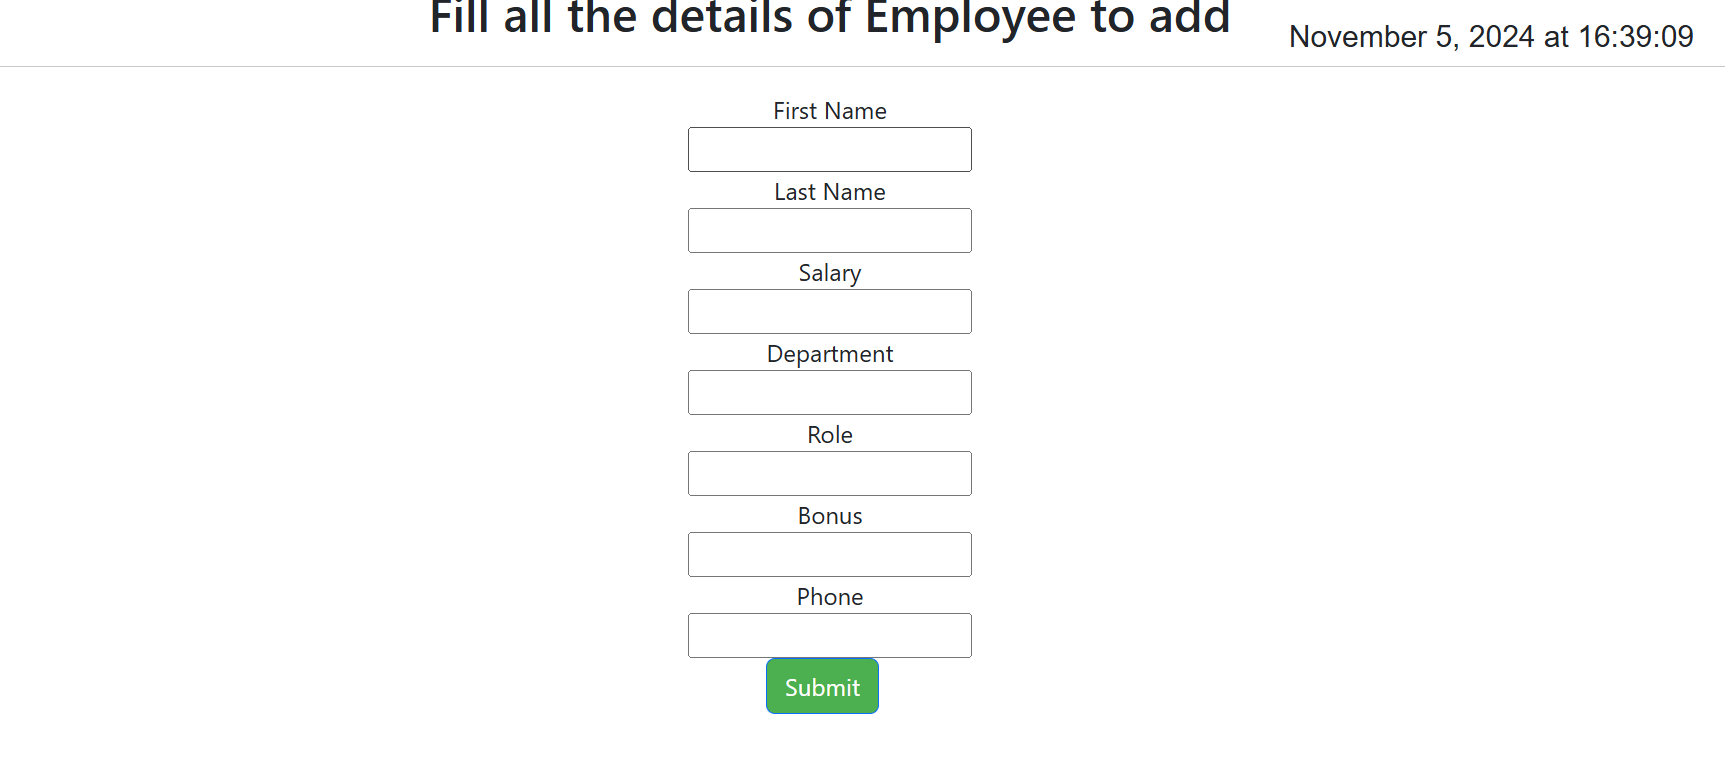 Fill all the details of Employee to add
November 5, 2024 at 16:39:09
First Name
Last Name
Salary
Department
Role
Bonus
Phone
Submit